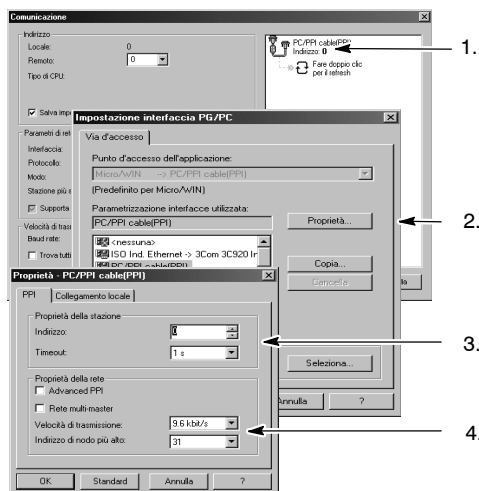 Comunicazione
Indirizzo
Locale: 0
Remoto: 0
Tipo di CPU:
Salva imp
Parametri di ret
Interfaccia:
Protocollo:
Modo:
Stazione più a
Supporta
Velocità di tras
Baud rate:
Trova tutti
PC/PPI cable(PPI)
Indirizzo: 0
Fare doppio clic
per il refresh
1.
Impostazione interfaccia PG/PC
Via d'accesso
Punto d'accesso dell'applicazione:
Micro/WIN --> PC/PPI cable(PPI)
(Predefinito per Micro/WIN)
Parametrizzazione interfacce utilizzata:
PC/PPI cable(PPI)
Proprietà...
<nessuna>
ISO Ind. Ethernet -> 3Com 3C920 Ir
PC/PPI cable(PPI)
Copia...
Cancella
Seleziona...
Annulla
?
2.
Proprietà - PC/PPI cable(PPI)
PPI
Collegamento locale
Proprietà della stazione
Indirizzo: 0
Timeout: 1 s
3.
Proprietà della rete
Advanced PPI
Rete multi-master
Velocità di trasmissione: 9.6 kbit/s
Indirizzo di nodo più alto: 31
4.
OK
Standard
Annulla
?